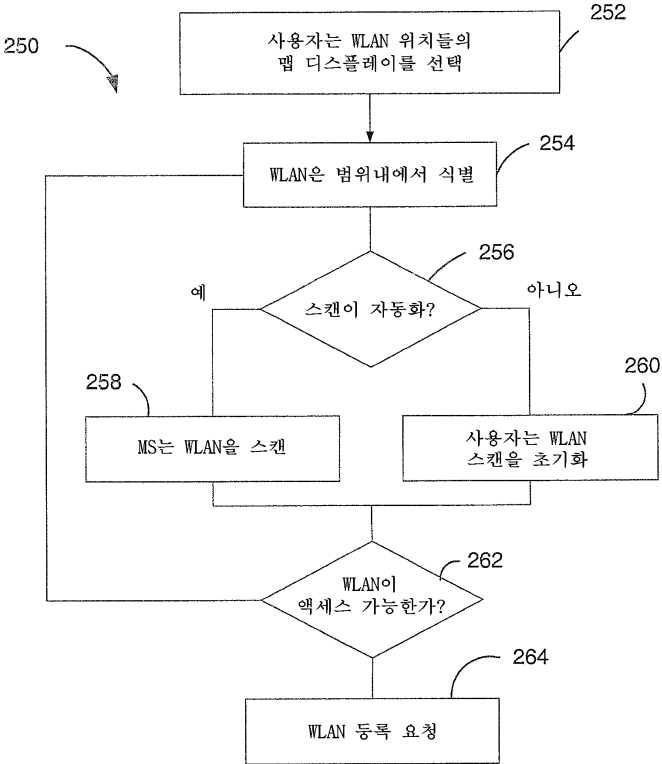 250
252
사용자는 WLAN 위치들의
맵 디스플레이를 선택
254
WLAN은 범위내에서 식별
256
예
스캔이 자동화?
아니오
258
MS는 WLAN을 스캔
260
사용자는 WLAN
스캔을 초기화
262
WLAN이
액세스 가능한가?
264
WLAN 등록 요청